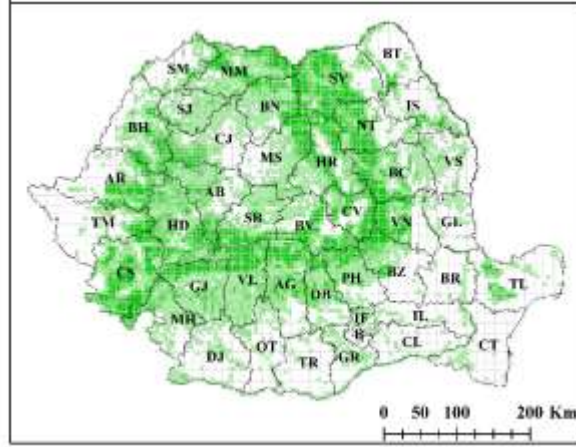 BT
SM
MM
SV
SJ
BN
IS
BH
NT
CJ
MS
HR
BC
VS
AR
AB
TM
HD
SB
BV
CV
VN
GL
CS
GJ
VL
AG
DB
PH
BZ
BR
TL
MH
IF
IL
B
DJ
OT
TR
GR
CL
CT
0 50 100 200 Km